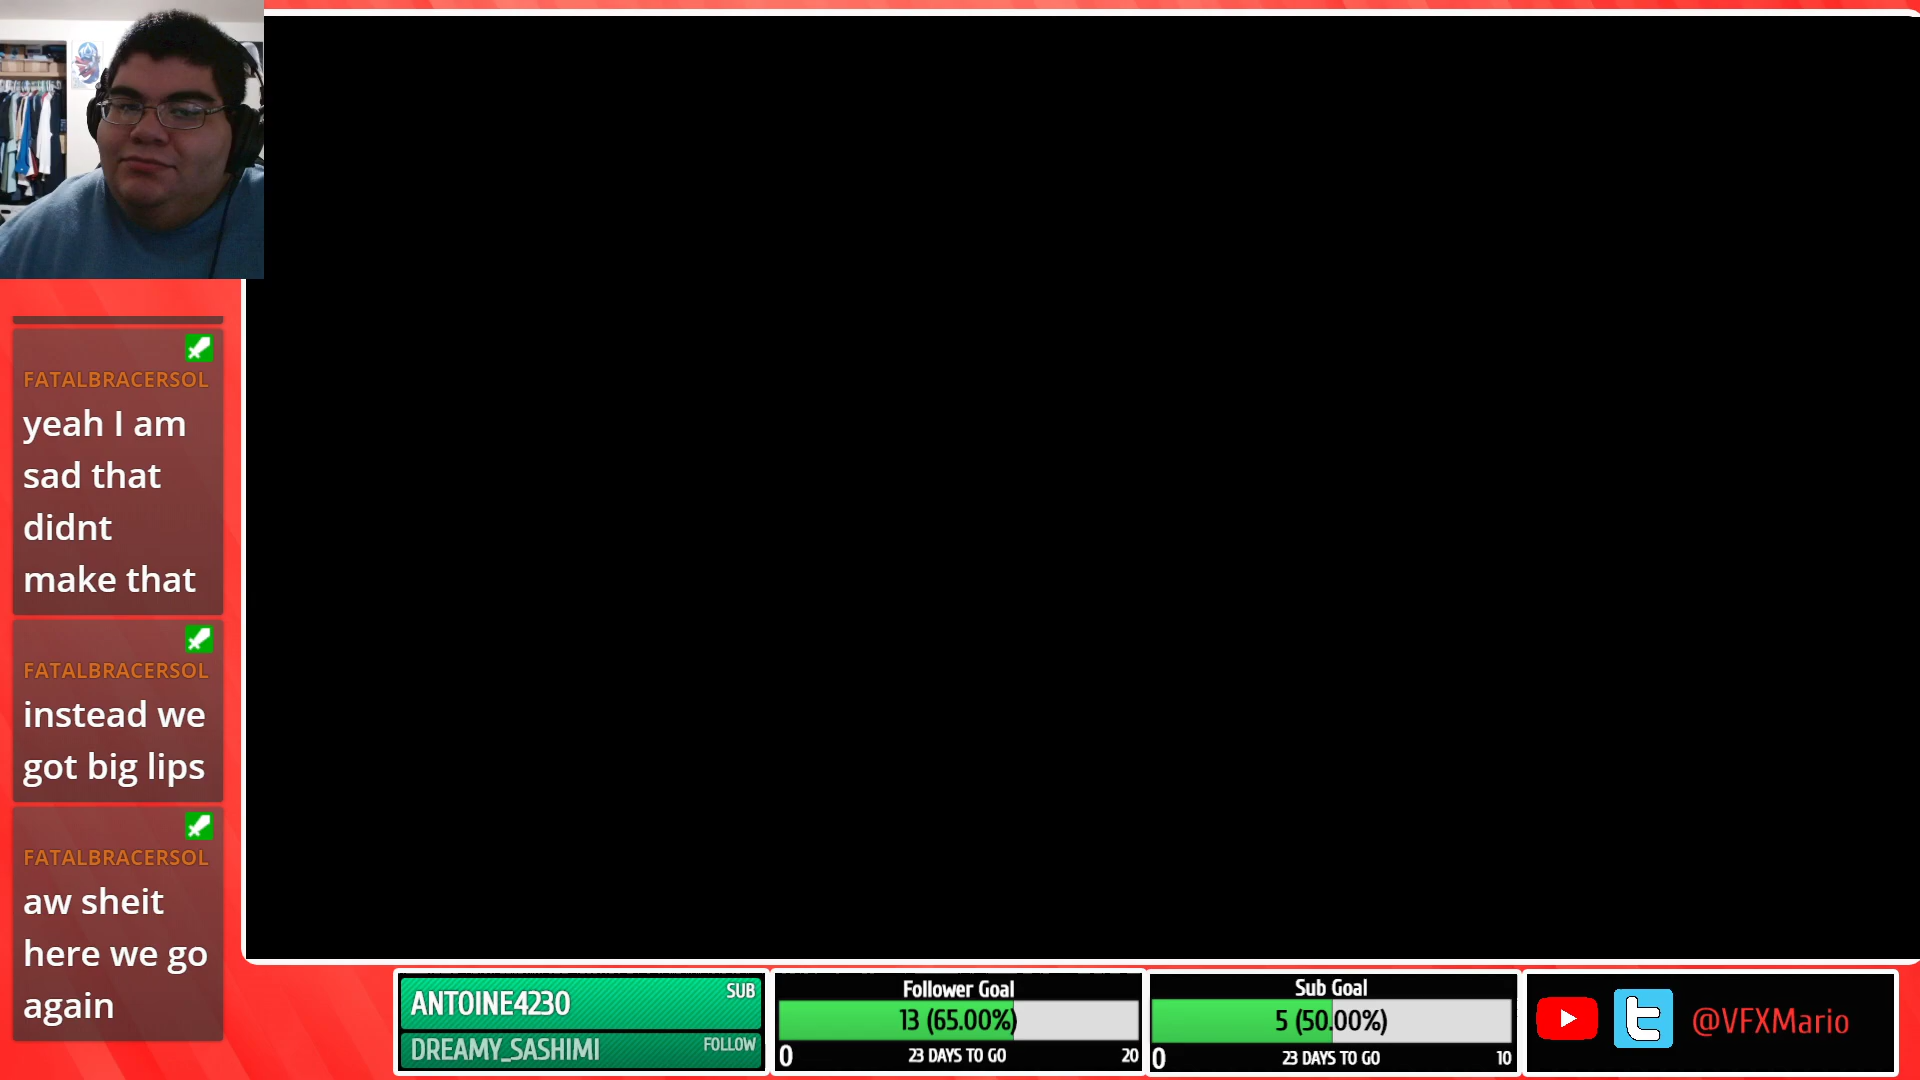 FATALBRACERSOL
yeah I am
sad that
didnt
make that
FATALBRACERSOL
instead we
got big lips
FATALBRACERSOL
aw sheit
here we go
again
ANTOINE4230 SUB
DREAMY_SASHIMI FOLLOW
Follower Goal
13 (65.00%)
0 23 DAYS TO GO 20
Sub Goal
5 (50.00%)
0 23 DAYS TO GO 10
@VFXMario